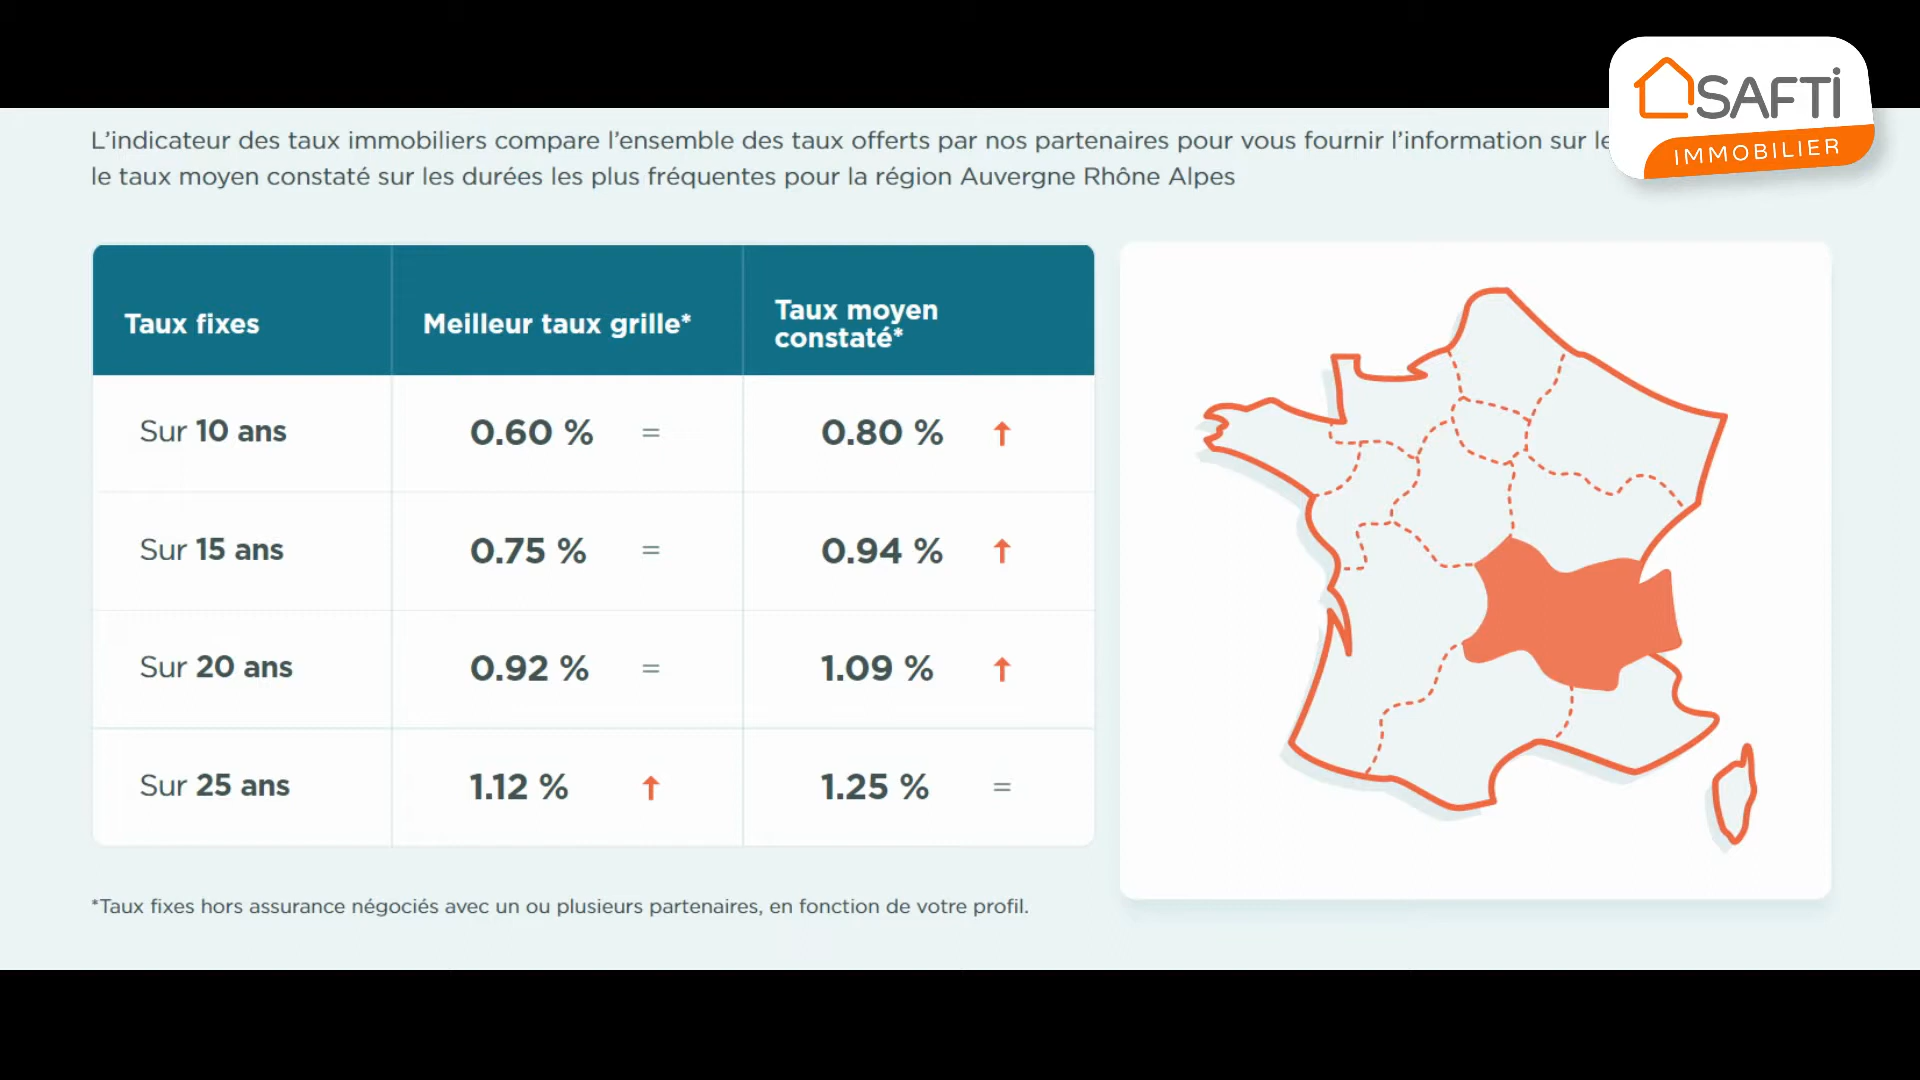 SAFTI
IMMOBILIER
L’indicateur des taux immobiliers compare l’ensemble des taux offerts par nos partenaires pour vous fournir l’information sur
le taux moyen constaté sur les durées les plus fréquentes pour la région Auvergne Rhône Alpes
Taux fixes Meilleur taux grille* Taux moyen
constaté*
Sur 10 ans 0.60 % = 0.80 % ↑
Sur 15 ans 0.75 % = 0.94 % ↑
Sur 20 ans 0.92 % = 1.09 % ↑
Sur 25 ans 1.12 % ↑ 1.25 % =
*Taux fixes hors assurance négociés avec un ou plusieurs partenaires, en fonction de votre profil.